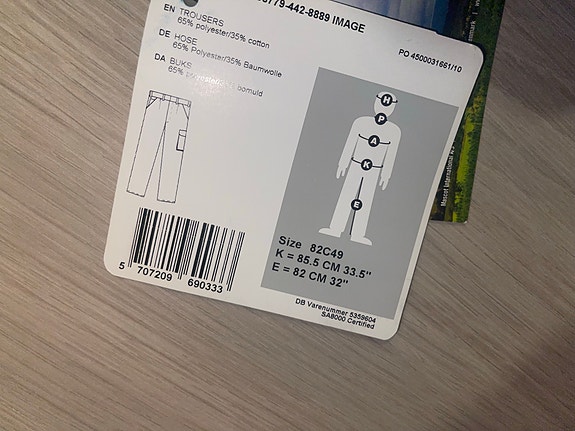 779-442-8889 IMAGE
EN TROUSERS
65% polyester/35% cotton
DE HOSE
65% Polyester/35% Baumwolle
DA BUKS
65% bomuld
PO 4500031661/10
H
P
A
K
E
Size 82C49
K = 85.5 CM 33.5"
E = 82 CM 32"
5 707209 690333
DB Varenummer 5359604
SA8000 Certified
Mascot International